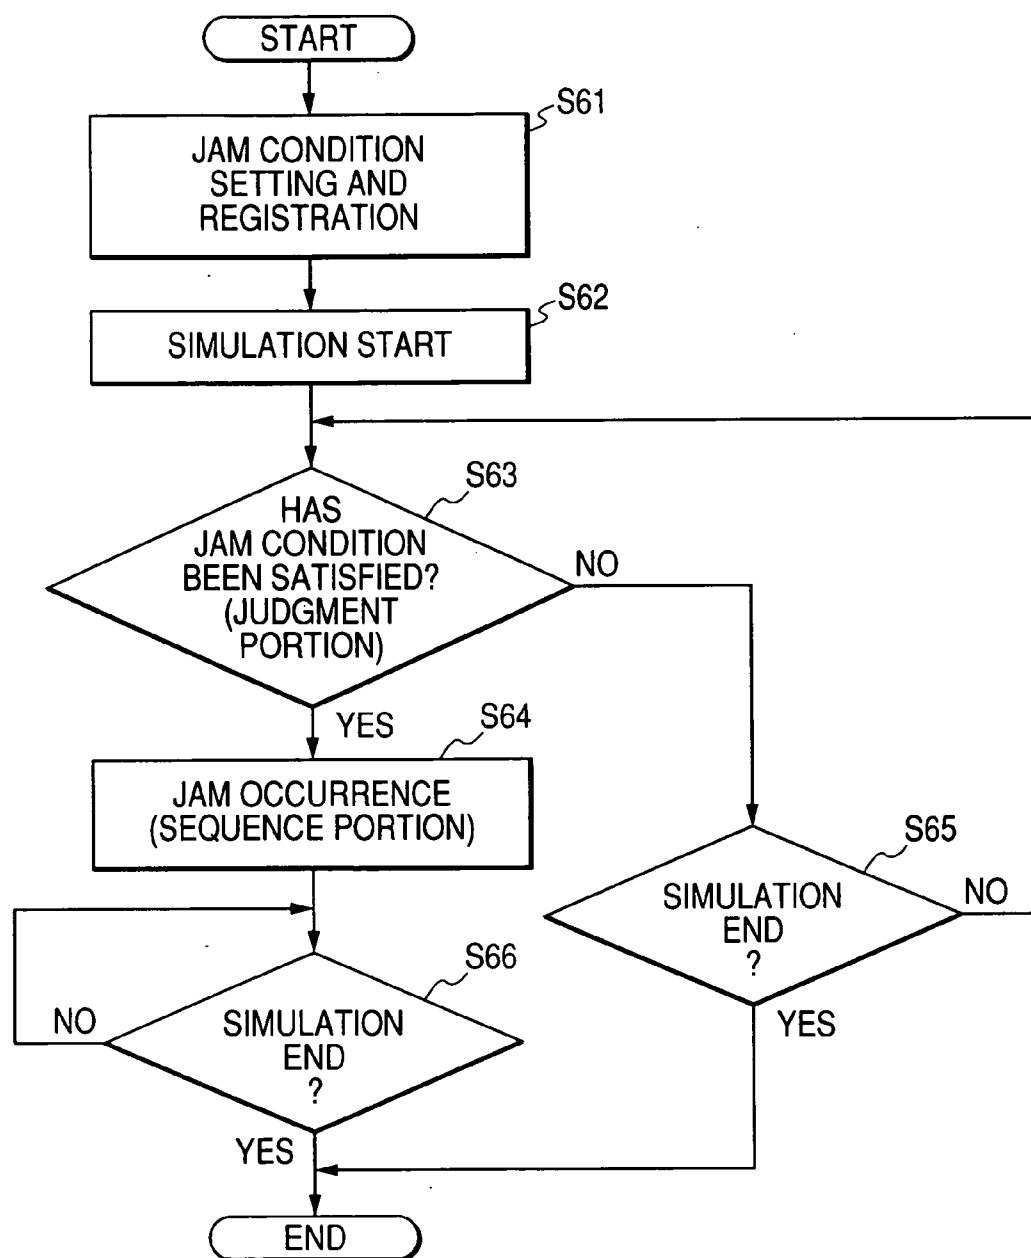 START
S61
JAM CONDITION
SETTING AND
REGISTRATION
S62
SIMULATION START
S63
HAS
JAM CONDITION
BEEN SATISFIED?
(JUDGMENT
PORTION)
NO
YES
S64
JAM OCCURRENCE
(SEQUENCE PORTION)
S65
SIMULATION
END
?
NO
YES
S66
SIMULATION
END
?
NO
YES
END